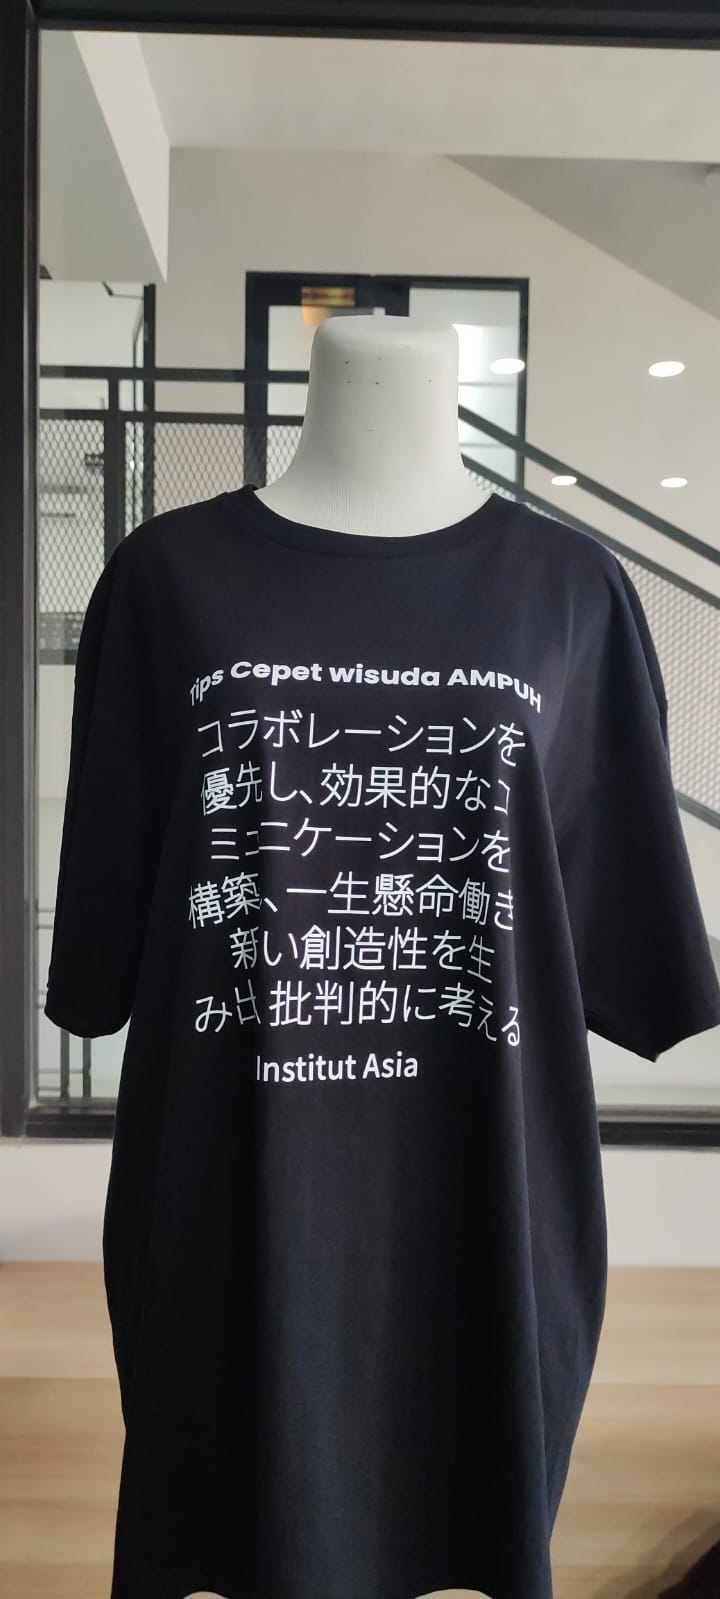 Tips Cepet wisuda AMPUH
コラボレーションを
優先し、効果的なコ
ミュニケーションを
構築、一生懸命働き
新い創造性を生
み出 批判的に考える
Institut Asia